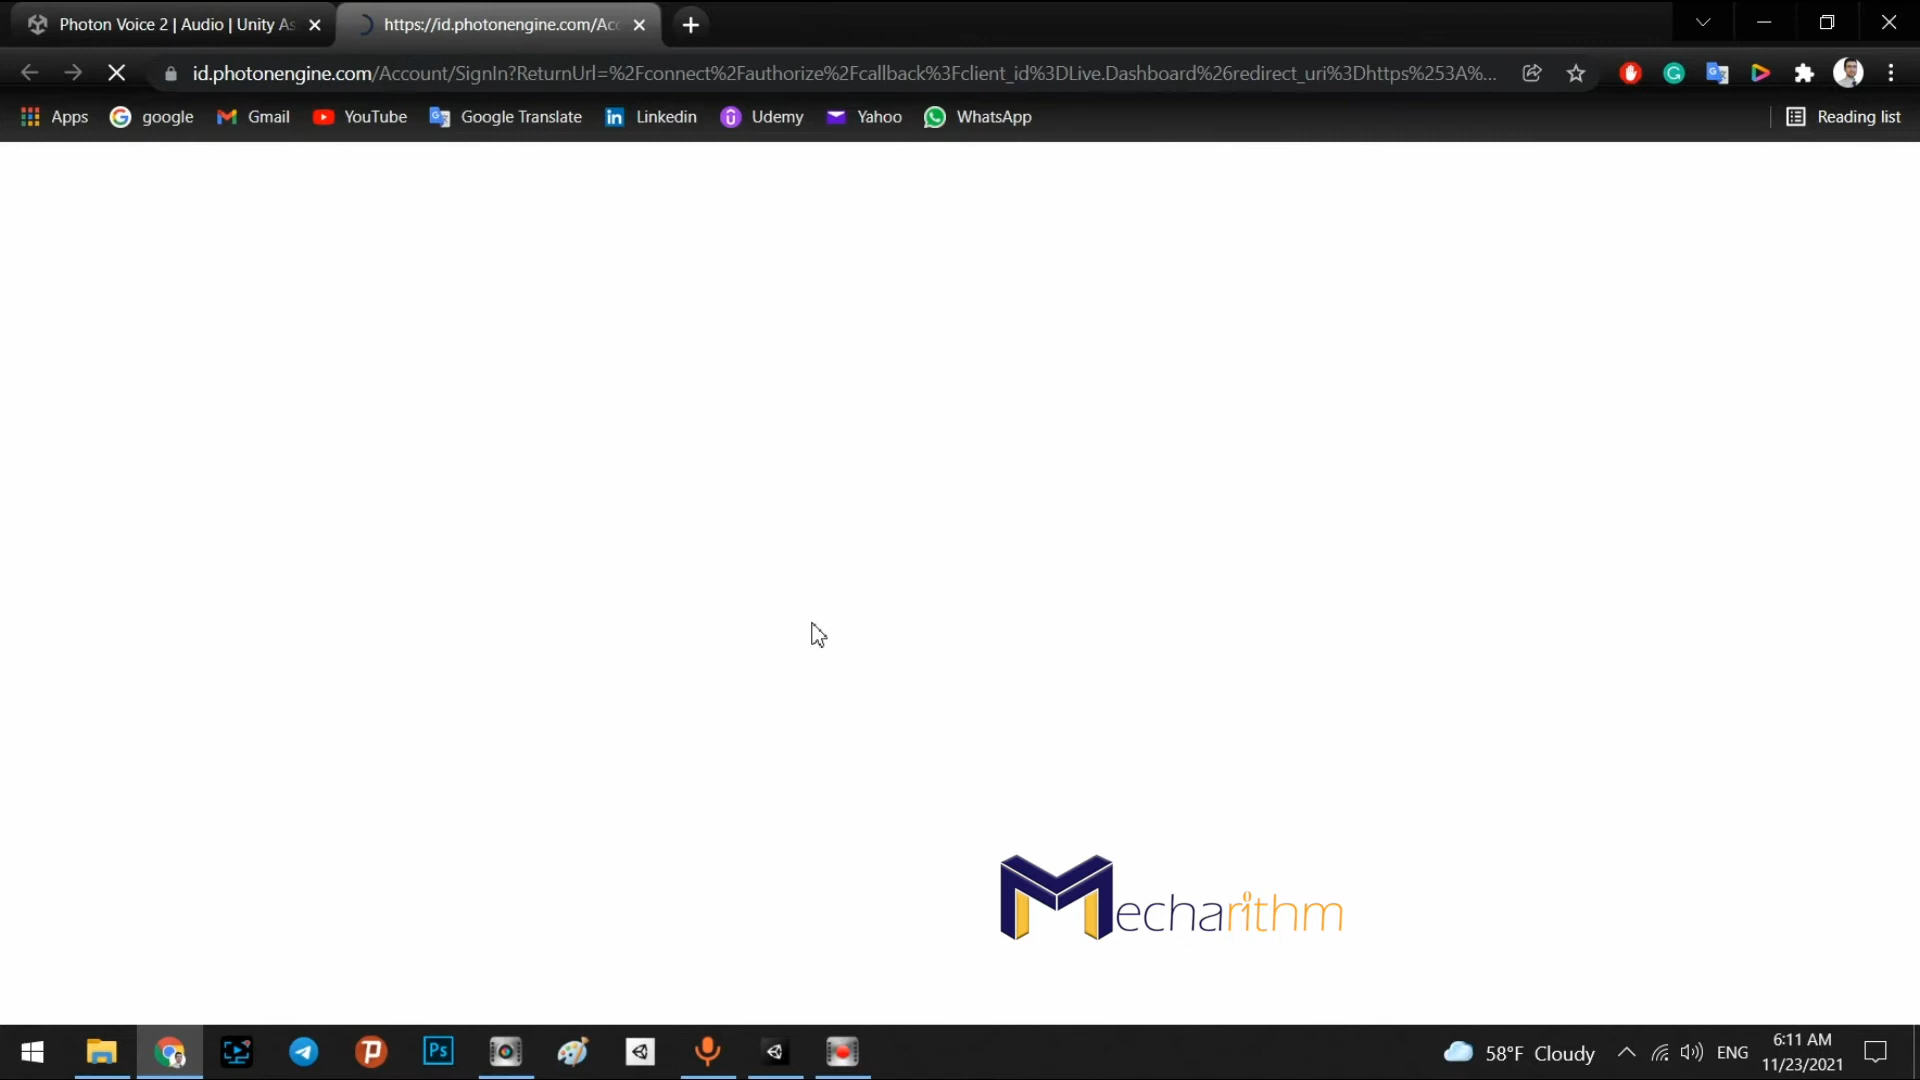 Photon Voice 2 | Audio | Unity As
https://id.photonengine.com/Acc
id.photonengine.com/Account/SignIn?ReturnUrl=%2Fconnect%2Fauthorize%2Fcallback%3Fclient_id%3DLive.Dashboard%26redirect_uri%3Dhttps%253A%...
Apps google Gmail YouTube Google Translate Linkedin Udemy Yahoo WhatsApp Reading list
Mecharithm
Ps
58°F Cloudy ENG
6:11 AM
11/23/2021